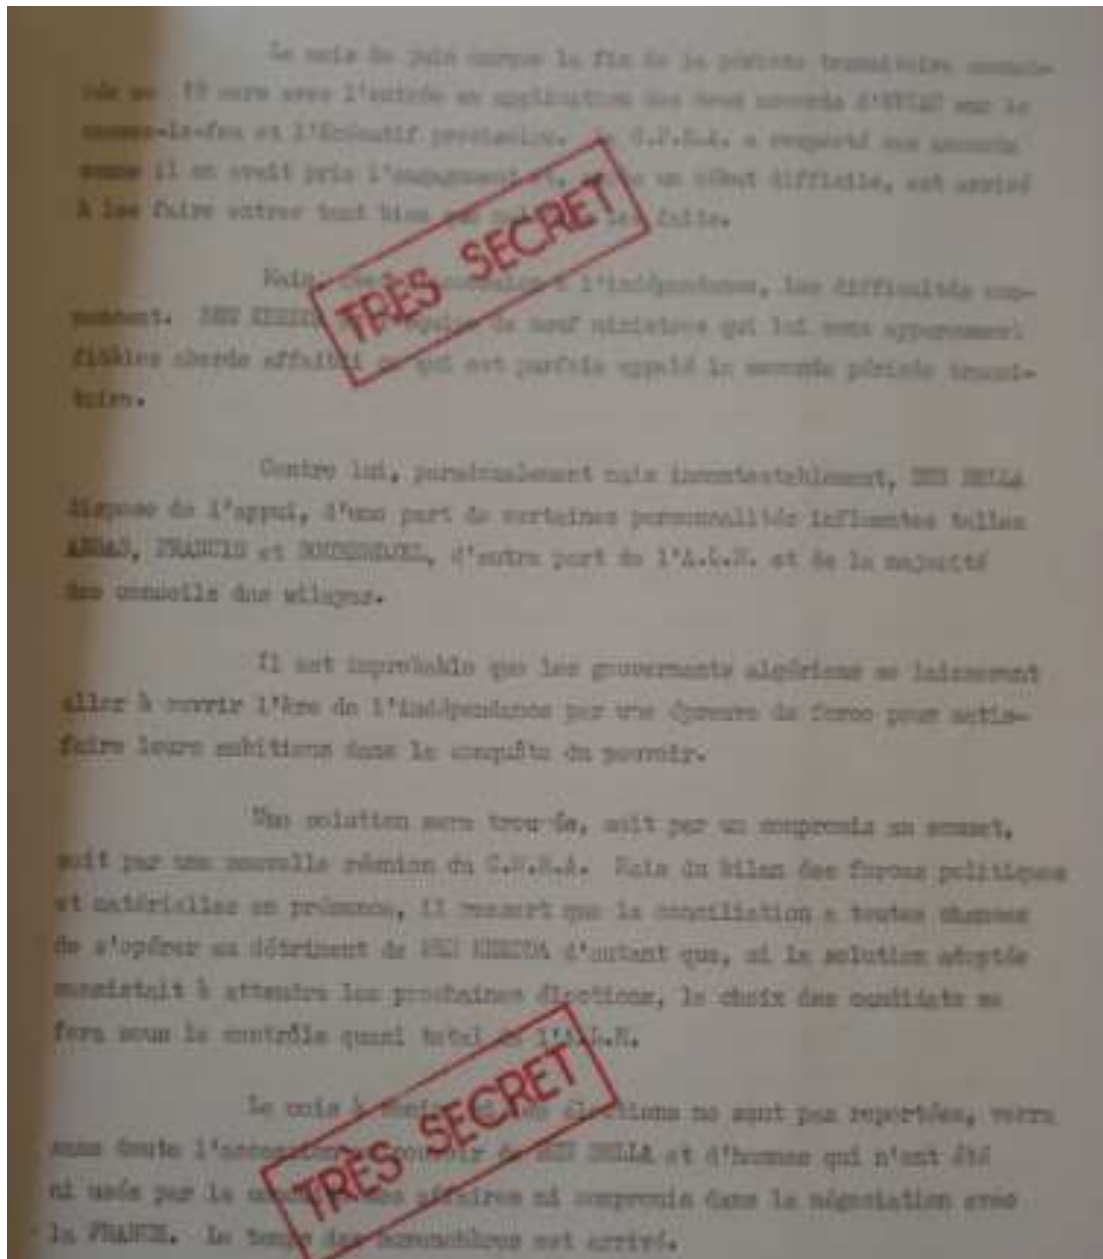 Le mois de juin marque la fin de la période transitoire
le 19 mars avec l'entrée en application des deux accords d'EVIAN sur le
cessez-le-feu et l'Exécutif provisoire. Le G.P.R.A. a respecté ces accords
comme il en avait pris l'engagement et, après un début difficile, est arrivé
à les faire entrer tant bien que mal dans les faits.
Mais, l'indépendance, les difficultés com-
mencent. BEN KHEDDA équipe de neuf ministres qui lui sont apparemment
fidèles aborde affaibli ce qui est parfois appelé la seconde période transi-
toire.
Contre lui, personnellement mais incontestablement, BEN BELLA
dispose de l'appui, d'une part de certaines personnalités influentes telles
ABBAS, FRANCIS et BOUMENDJEL, d'autre part de l'A.L.N. et de la majorité
des conseils des wilayas.
Il est improbable que les gouvernants algériens se laisseront
aller à ouvrir l'ère de l'indépendance par une épreuve de force pour satis-
faire leurs ambitions dans la conquête du pouvoir.
Une solution sera trouvée, soit par un compromis au sommet,
soit par une nouvelle réunion du C.N.R.A. Mais du bilan des forces politiques
et matérielles en présence, il ressort que la conciliation a toutes chances
de s'opérer au détriment de BEN KHEDDA d'autant que, si la solution adoptée
consistait à attendre les prochaines élections, le choix des candidats se
fera sous le contrôle quasi total de l'A.L.N.
Le mois à venir, si les élections ne sont pas reportées, verra
sans doute l'accession au pouvoir de BEN BELLA et d'hommes qui n'ont été
ni usés par la conduite des affaires ni compromis dans la négociation avec
la FRANCE. Le temps des est arrivé.
TRÈS SECRET
TRÈS SECRET